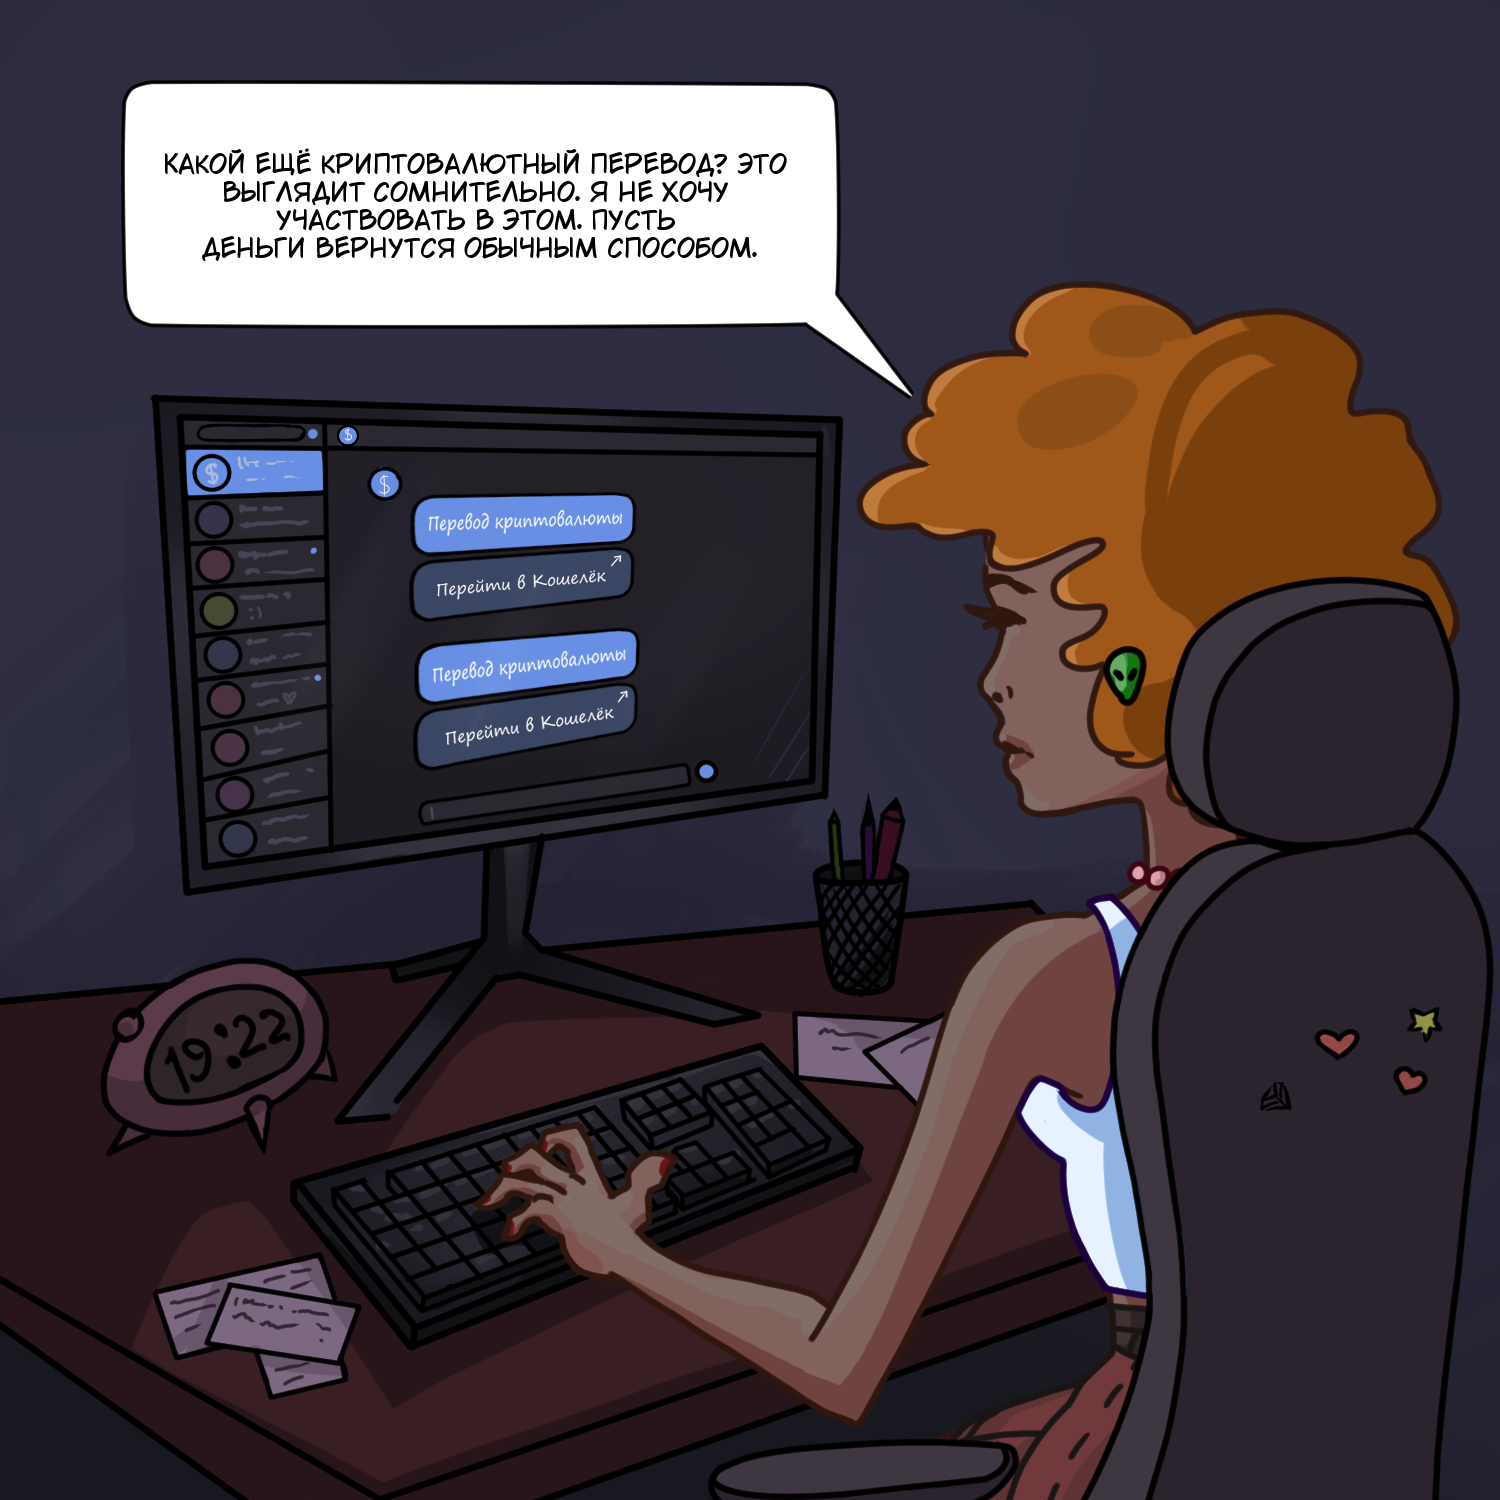 КАКОЙ ЕЩЁ КРИПТОВАЛЮТНЫЙ ПЕРЕВОД? ЭТО
ВЫГЛЯДИТ СОМНИТЕЛЬНО. Я НЕ ХОЧУ
УЧАСТВОВАТЬ В ЭТОМ. ПУСТЬ
ДЕНЬГИ ВЕРНУТСЯ ОБЫЧНЫМ СПОСОБОМ.
$
$
$
Перевод криптовалюты
Перейти в Кошелёк
:)
Перевод криптовалюты
Перейти в Кошелёк
19:22